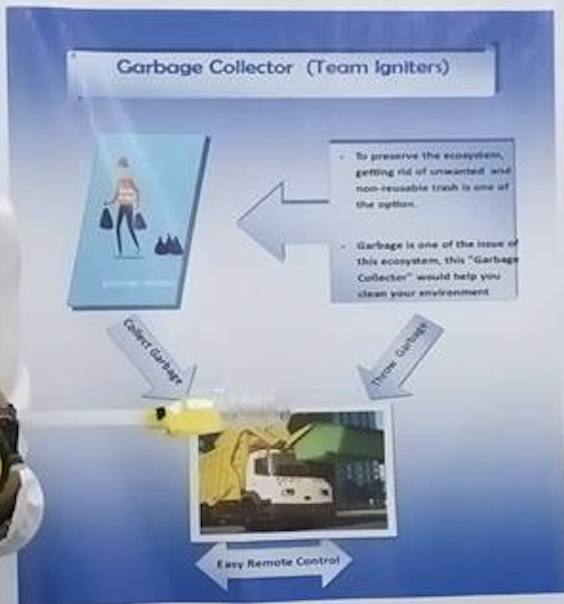 Garbage Collector (Team Igniters)
• To preserve the ecosystem,
getting rid of unwanted and
non-reusable trash is one of
the option.
• Garbage is one of the issue of
this ecosystem, this "Garbage
Collector" would help you
clean your environment
Collect Garbage
Throw Garbage
Easy Remote Control